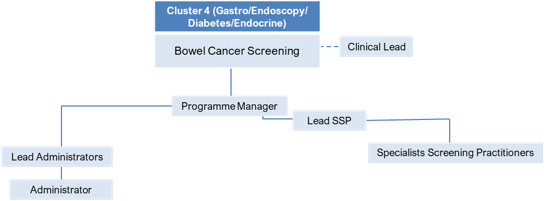 Cluster 4 (Gastro/Endoscopy/
Diabetes/Endocrine)
Bowel Cancer Screening
Clinical Lead
Programme Manager
Lead SSP
Lead Administrators
Specialists Screening Practitioners
Administrator